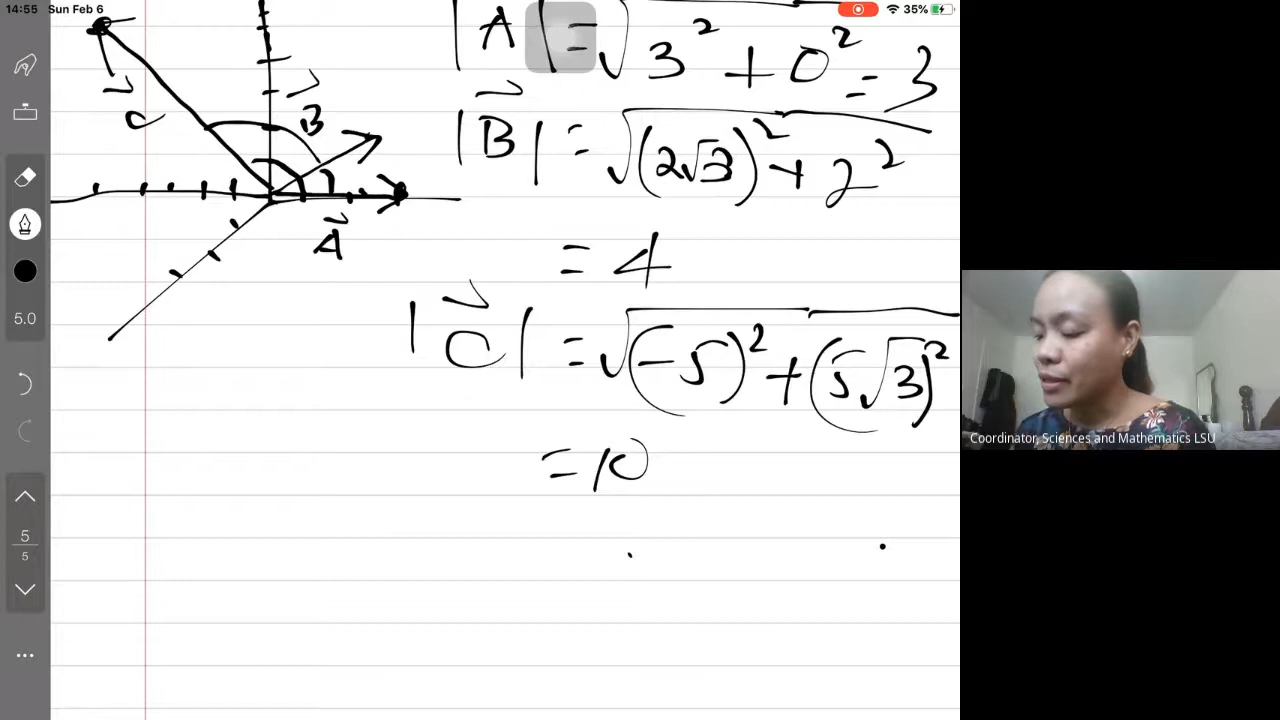 14:55 Sun Feb 6
35%
|A| = √3² + 0² = 3
C⃗
B⃗
|B⃗| = √(2√3)² + 2²
A⃗
5.0
= 4
|C⃗| = √(-5)² + (5√3)²
Coordinator, Sciences and Mathematics LSU
= 10
5
5